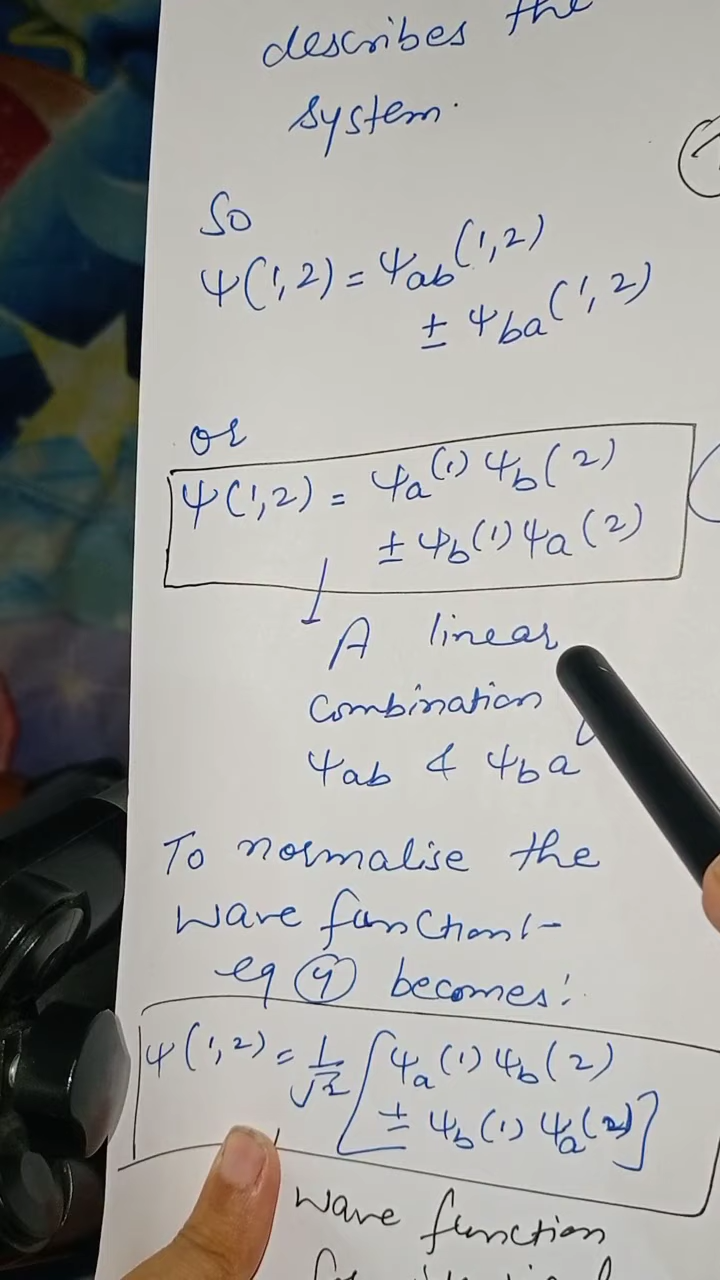 describes the
system.
So
Ψ(1,2) = Ψab(1,2)
± Ψba(1,2)
or
Ψ(1,2) = Ψa(1) Ψb(2)
± Ψb(1) Ψa(2)
A linear
Combination
Ψab & Ψba
To normalise the
wave function:-
eq (9) becomes:
Ψ(1,2) = 1/√2 [Ψa(1) Ψb(2)
± Ψb(1) Ψa(2)]
wave function